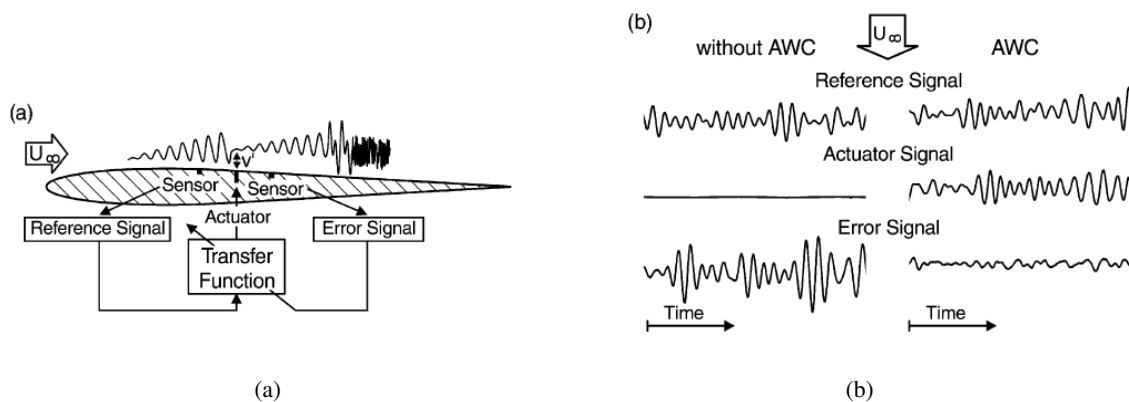 (a)
U∞
v'
Sensor
Sensor
Reference Signal
Actuator
Error Signal
Transfer
Function
(a)
(b)
U∞
without AWC
AWC
Reference Signal
Actuator Signal
Error Signal
Time
Time
(b)